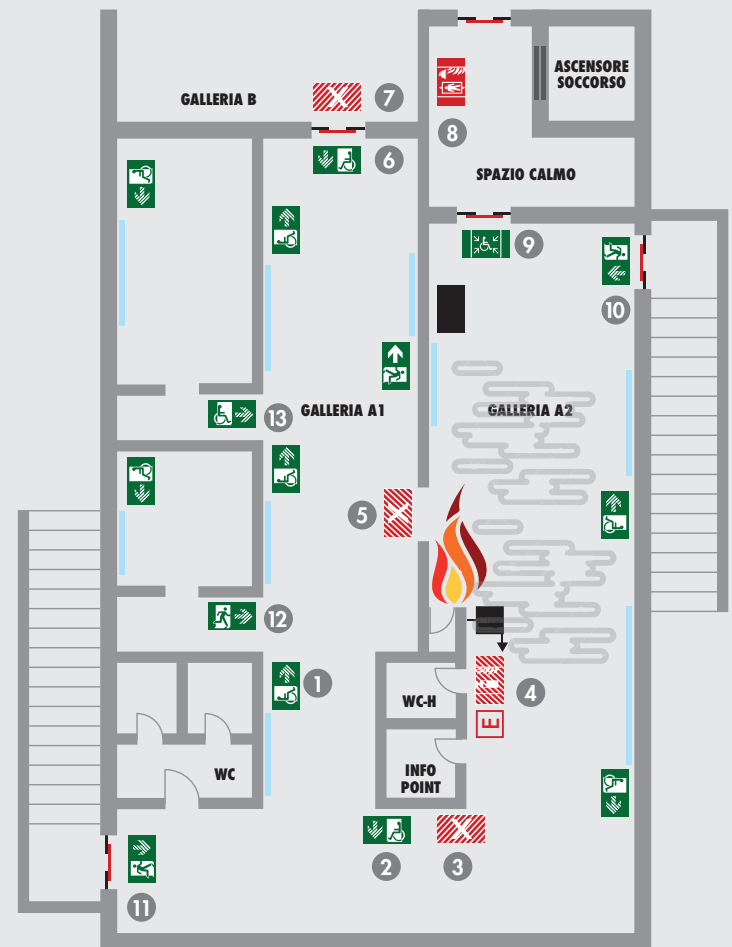 ASCENSORE
SOCCORSO
GALLERIA B
7
8
6
SPAZIO CALMO
9
10
13
GALLERIA A1
GALLERIA A2
5
12
1
WC-H
4
E
WC
INFO
POINT
2
3
11